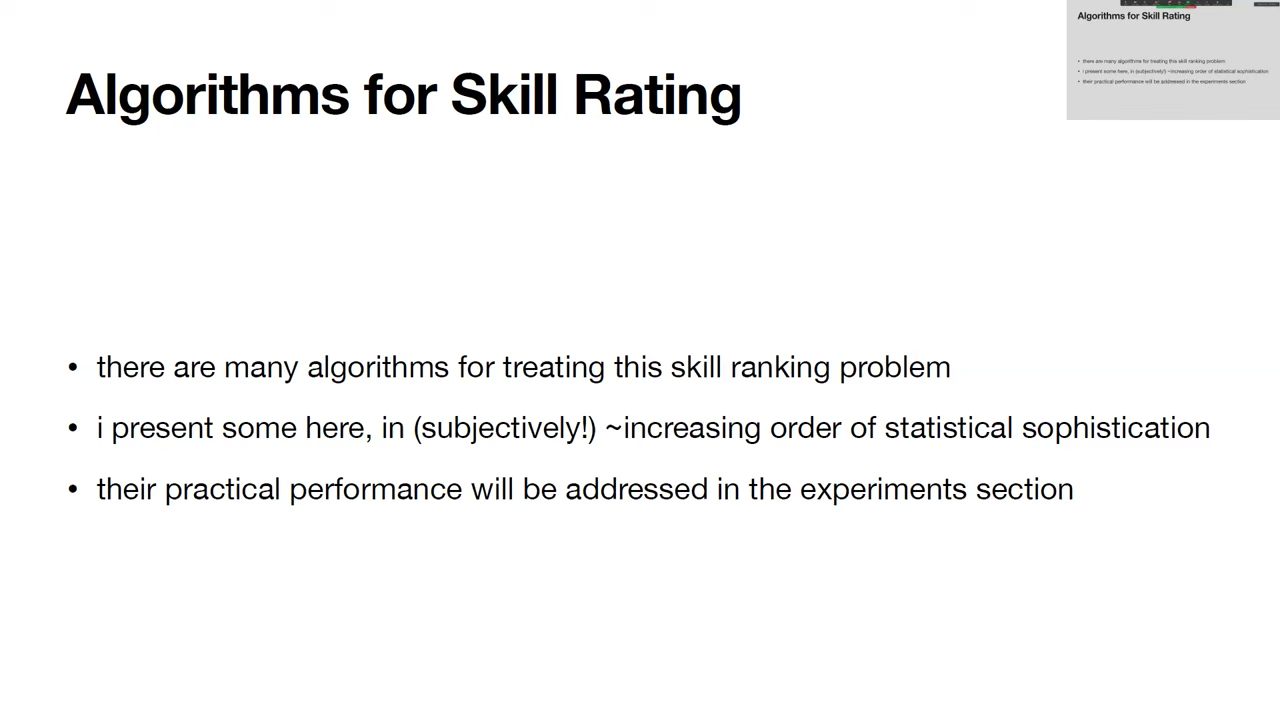 Algorithms for Skill Rating
• there are many algorithms for treating this skill ranking problem
• i present some here, in (subjectively!) ~increasing order of statistical sophistication
• their practical performance will be addressed in the experiments section
Algorithms for Skill Rating
• there are many algorithms for treating this skill ranking problem
• i present some here, in (subjectively!) ~increasing order of statistical sophistication
• their practical performance will be addressed in the experiments section